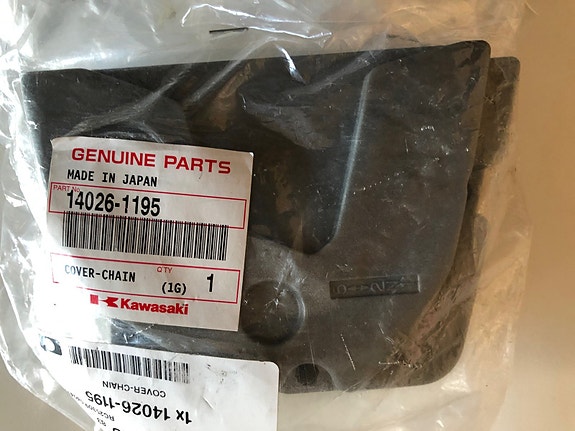 GENUINE PARTS
MADE IN JAPAN
PART No.
14026-1195
COVER-CHAIN
QTY
(1G)
1
Kawasaki
1x 14026-1195
COVER-CHAIN